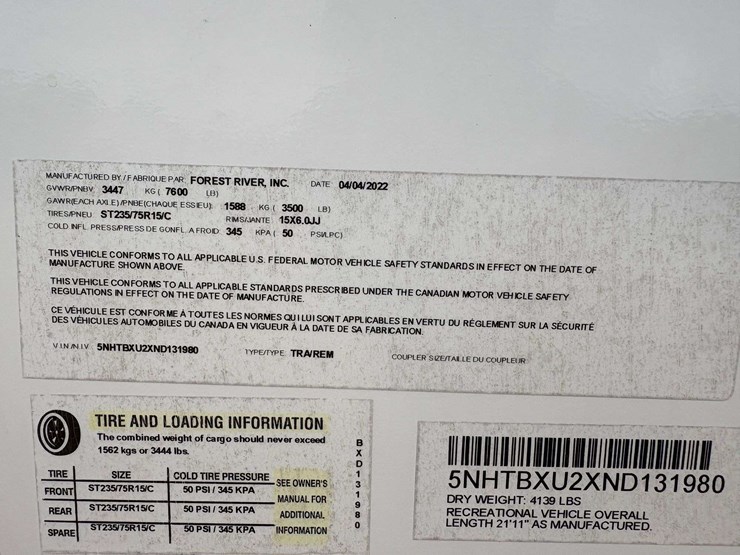 MANUFACTURED BY / FABRIQUE PAR FOREST RIVER, INC. DATE 04/04/2022
GVWR/PNBV 3447 KG ( 7600 LB)
GAWR(EACH AXLE)/PNBE(CHAQUE ESSIEU) 1588 KG ( 3500 LB)
TIRES/PNEU ST235/75R15/C RIMS/JANTE 15X6.0JJ
COLD INFL. PRESS/PRESS DE GONFL. A FROID 345 KPA ( 50 PSI/LPC)
THIS VEHICLE CONFORMS TO ALL APPLICABLE U.S. FEDERAL MOTOR VEHICLE SAFETY STANDARDS IN EFFECT ON THE DATE OF
MANUFACTURE SHOWN ABOVE.
THIS VEHICLE CONFORMS TO ALL APPLICABLE STANDARDS PRESCRIBED UNDER THE CANADIAN MOTOR VEHICLE SAFETY
REGULATIONS IN EFFECT ON THE DATE OF MANUFACTURE.
CE VÉHICULE EST CONFORME À TOUTES LES NORMES QUI LUI SONT APPLICABLES EN VERTU DU RÈGLEMENT SUR LA SÉCURITÉ
DES VÉHICULES AUTOMOBILES DU CANADA EN VIGUEUR À LA DATE DE SA FABRICATION.
V.I.N./N.I.V. 5NHTBXU2XND131980 TYPE/TYPE TRA/REM COUPLER SIZE/TAILLE DU COUPLEUR
TIRE AND LOADING INFORMATION
The combined weight of cargo should never exceed
1562 kgs or 3444 lbs.
TIRE SIZE COLD TIRE PRESSURE
FRONT ST235/75R15/C 50 PSI / 345 KPA
REAR ST235/75R15/C 50 PSI / 345 KPA
SPARE ST235/75R15/C 50 PSI / 345 KPA
SEE OWNER'S
MANUAL FOR
ADDITIONAL
INFORMATION
BXD131980
5NHTBXU2XND131980
DRY WEIGHT: 4139 LBS
RECREATIONAL VEHICLE OVERALL
LENGTH 21'11" AS MANUFACTURED.